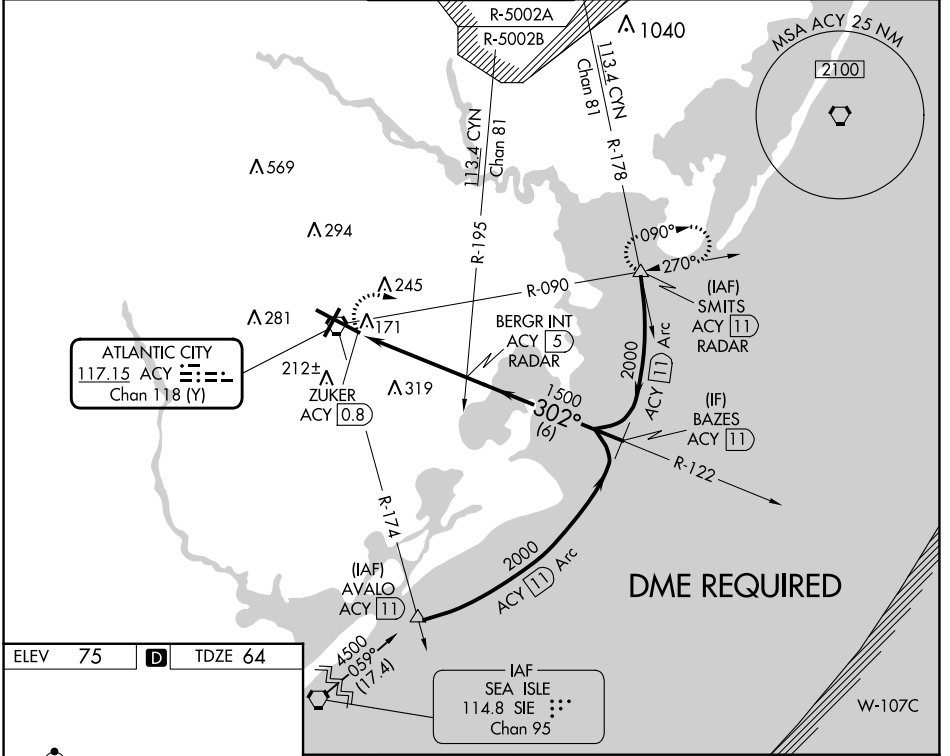 R-5002A
R-5002B
1040
MSA ACY 25 NM
2100
113.4 CYN
Chan 81
R-178
113.4 CYN
Chan 81
R-195
569
294
090°
270°
245
R-090
(IAF)
SMITS
ACY 11
RADAR
281
171
BERGR INT
ACY 5
RADAR
2000
ACY 11 Arc
ATLANTIC CITY
117.15 ACY
Chan 118 (Y)
212±
319
ZUKER
ACY 0.8
1500
302°
(6)
(IF)
BAZES
ACY 11
R-122
R-174
(IAF)
AVALO
ACY 11
2000
ACY 11 Arc
DME REQUIRED
ELEV 75 D TDZE 64
4500
059°
(17.4)
IAF
SEA ISLE
114.8 SIE
Chan 95
W-107C